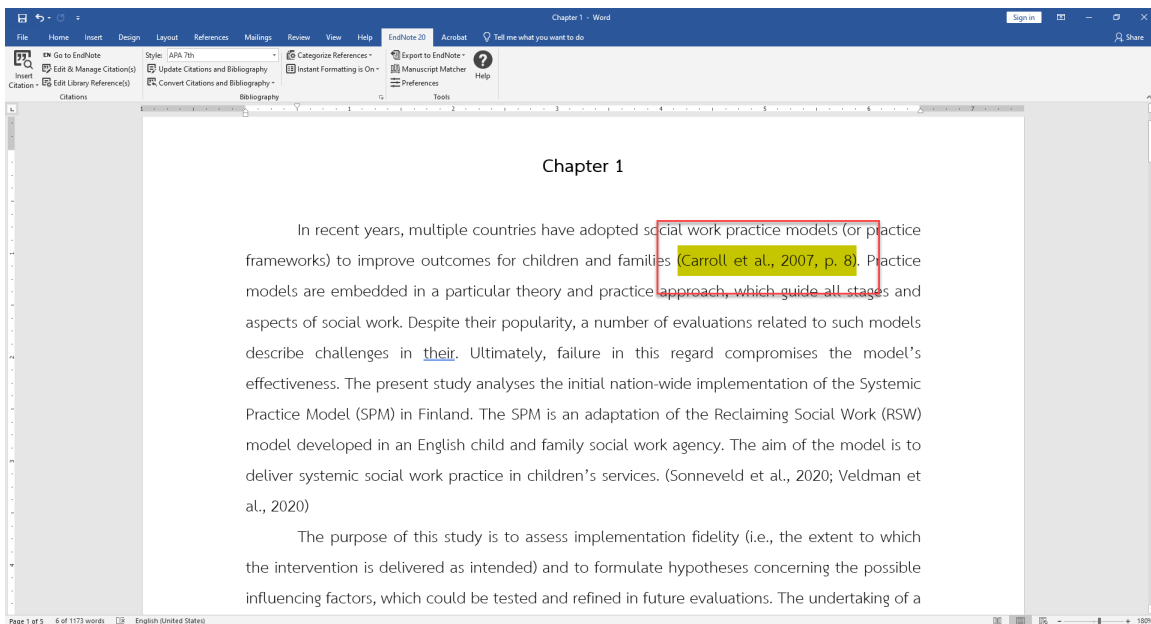 Chapter 1 - Word
Sign in
File Home Insert Design Layout References Mailings Review View Help EndNote 20 Acrobat Tell me what you want to do Share
Insert Citation
EN Go to EndNote
Edit & Manage Citation(s)
Edit Library Reference(s)
Citations
Style: APA 7th
Update Citations and Bibliography
Convert Citations and Bibliography
Categorize References
Instant Formatting is On
Bibliography
Export to EndNote
Manuscript Matcher
Preferences
Help
Tools
1 1 2 3 4 5 6 7
Chapter 1
In recent years, multiple countries have adopted social work practice models (or practice
frameworks) to improve outcomes for children and families (Carroll et al., 2007, p. 8). Practice
models are embedded in a particular theory and practice approach, which guide all stages and
aspects of social work. Despite their popularity, a number of evaluations related to such models
describe challenges in their. Ultimately, failure in this regard compromises the model’s
effectiveness. The present study analyses the initial nation-wide implementation of the Systemic
Practice Model (SPM) in Finland. The SPM is an adaptation of the Reclaiming Social Work (RSW)
model developed in an English child and family social work agency. The aim of the model is to
deliver systemic social work practice in children’s services. (Sonneveld et al., 2020; Veldman et
al., 2020)
The purpose of this study is to assess implementation fidelity (i.e., the extent to which
the intervention is delivered as intended) and to formulate hypotheses concerning the possible
influencing factors, which could be tested and refined in future evaluations. The undertaking of a
Page 1 of 5 6 of 1173 words English (United States) 180%